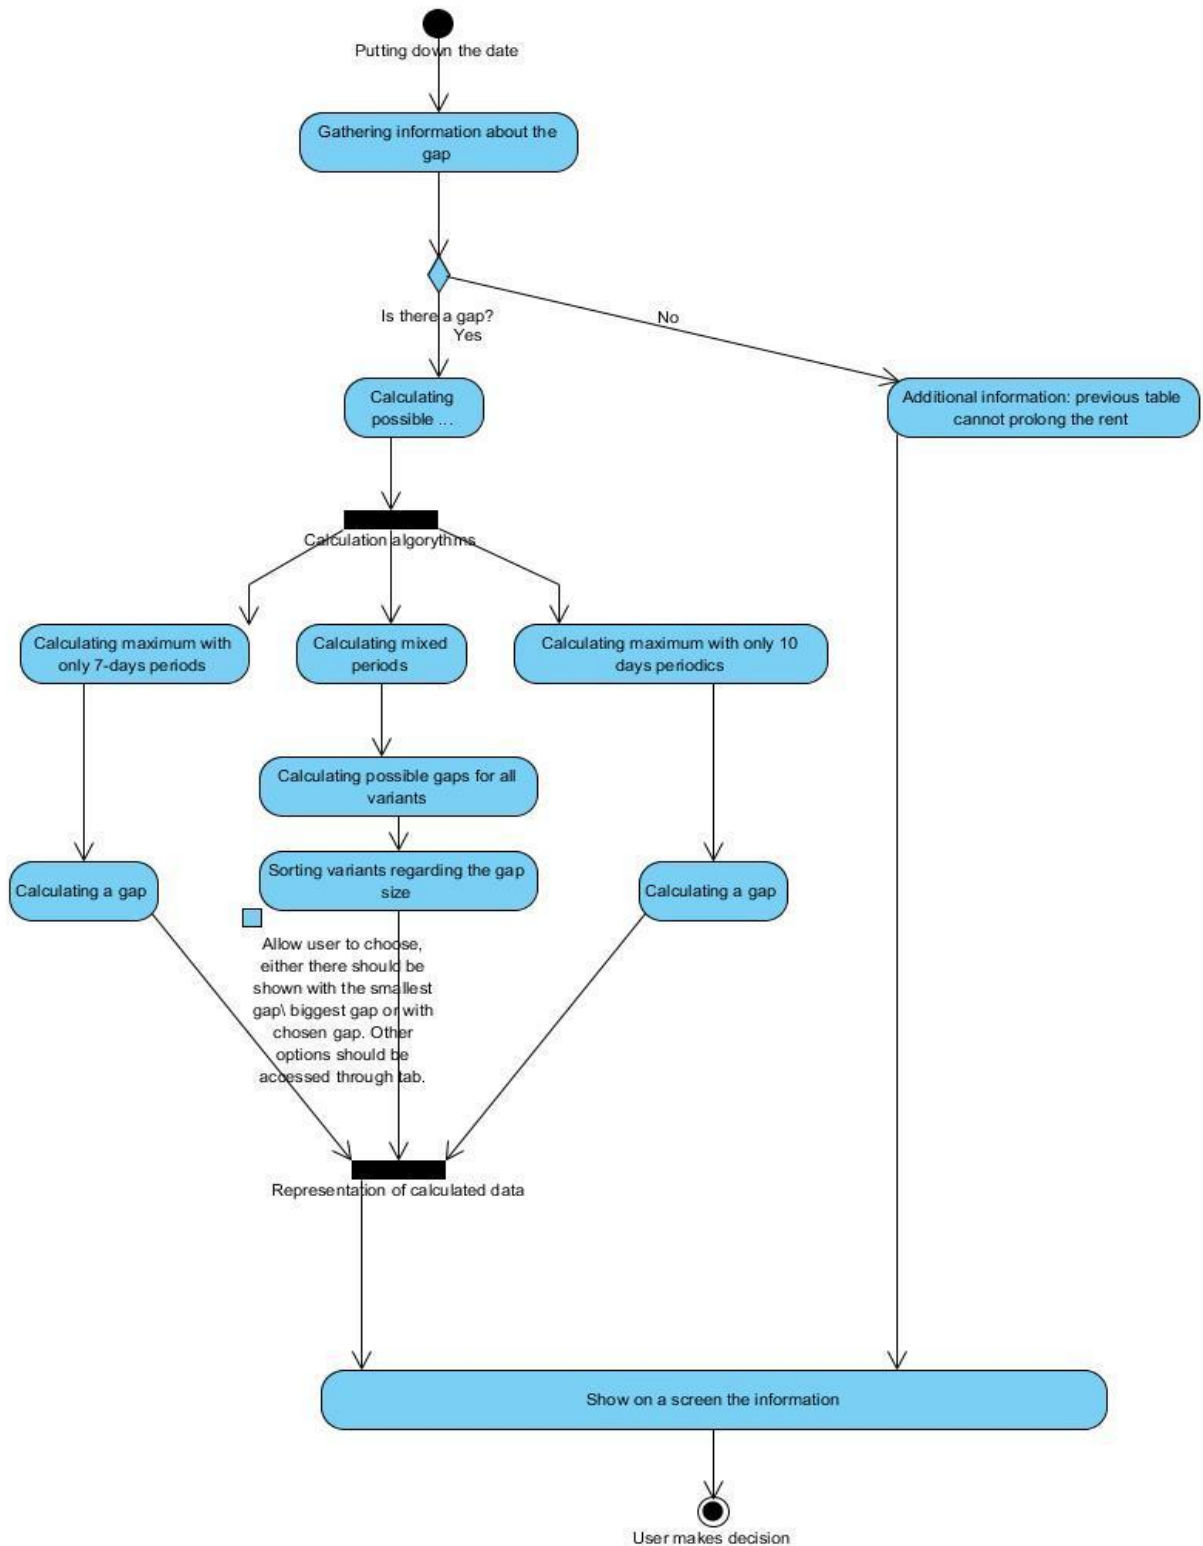 Putting down the date
Gathering information about the
gap
Is there a gap?
Yes
No
Calculating
possible ...
Additional information: previous table
cannot prolong the rent
Calculation algorythms
Calculating maximum with
only 7-days periods
Calculating mixed
periods
Calculating maximum with only 10
days periodics
Calculating possible gaps for all
variants
Calculating a gap
Sorting variants regarding the gap
size
Calculating a gap
Allow user to choose,
either there should be
shown with the smallest
gap\ biggest gap or with
chosen gap. Other
options should be
accessed through tab.
Representation of calculated data
Show on a screen the information
User makes decision